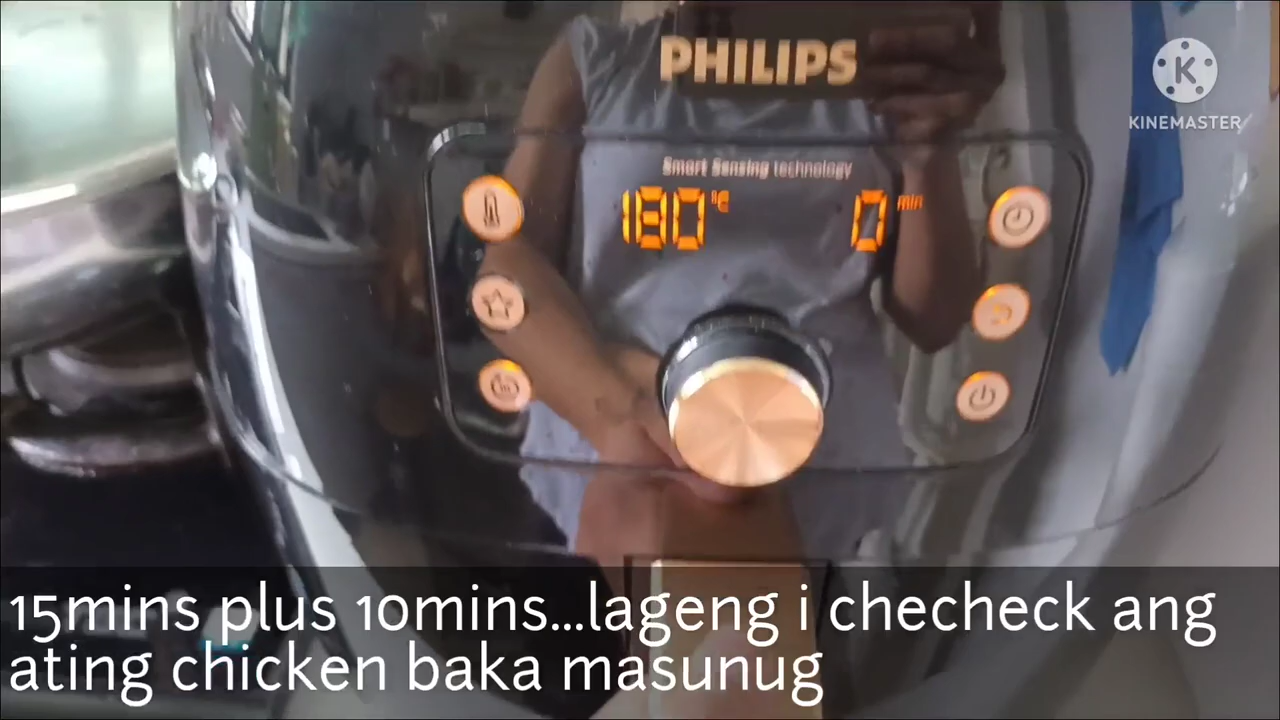 PHILIPS
KINEMASTER
Smart Sensing technology
180 °C 0 min
15mins plus 10mins...lageng i checheck ang
ating chicken baka masunug